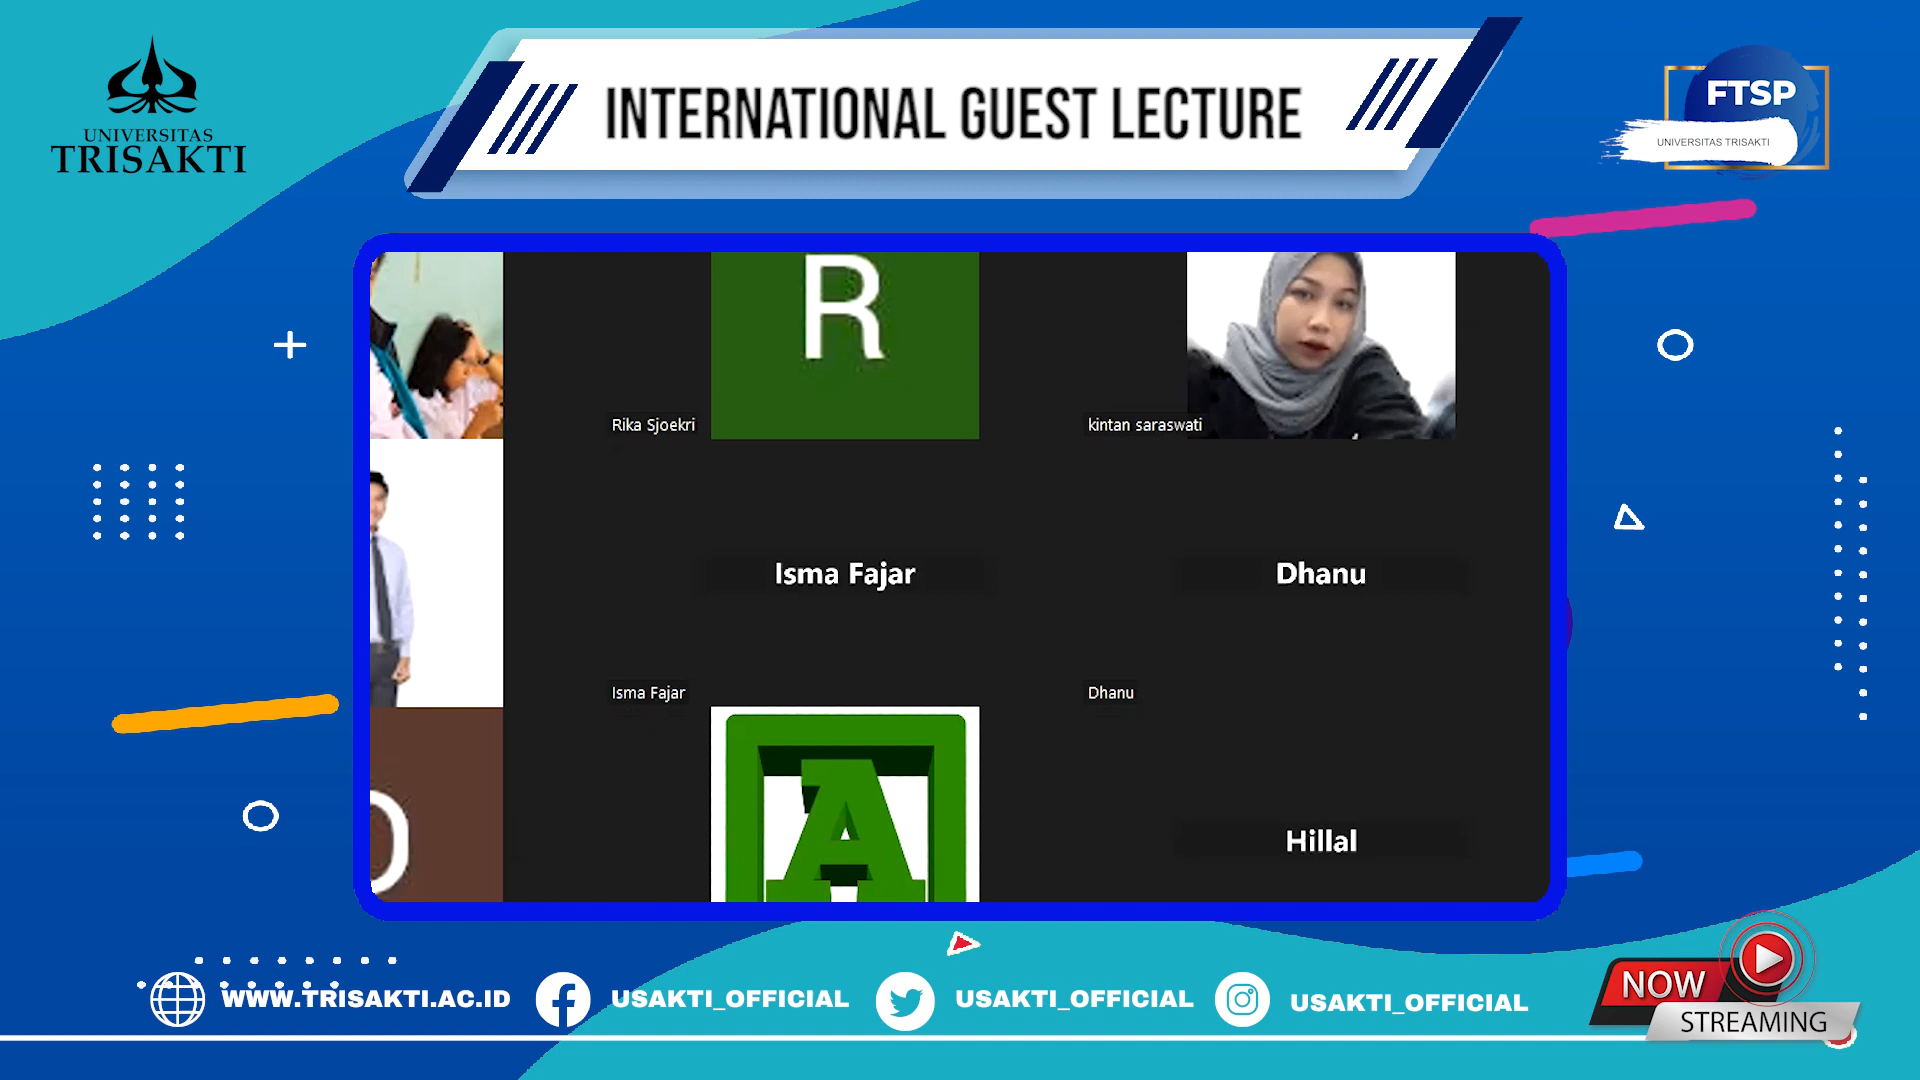 UNIVERSITAS
TRISAKTI
INTERNATIONAL GUEST LECTURE
FTSP
UNIVERSITAS TRISAKTI
R
Rika Sjoekri
kintan saraswati
Isma Fajar
Dhanu
Isma Fajar
Dhanu
A
Hillal
WWW.TRISAKTI.AC.ID
USAKTI_OFFICIAL
USAKTI_OFFICIAL
USAKTI_OFFICIAL
NOW
STREAMING